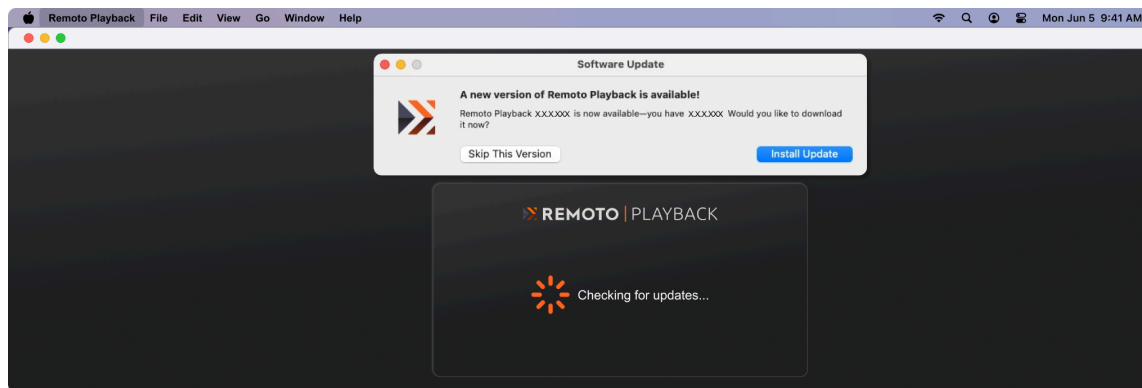 Remoto Playback File Edit View Go Window Help Mon Jun 5 9:41 AM
Software Update
A new version of Remoto Playback is available!
Remoto Playback X.X.XXX is now available—you have X.X.XXX Would you like to download
it now?
Skip This Version Install Update
REMOTO | PLAYBACK
Checking for updates...